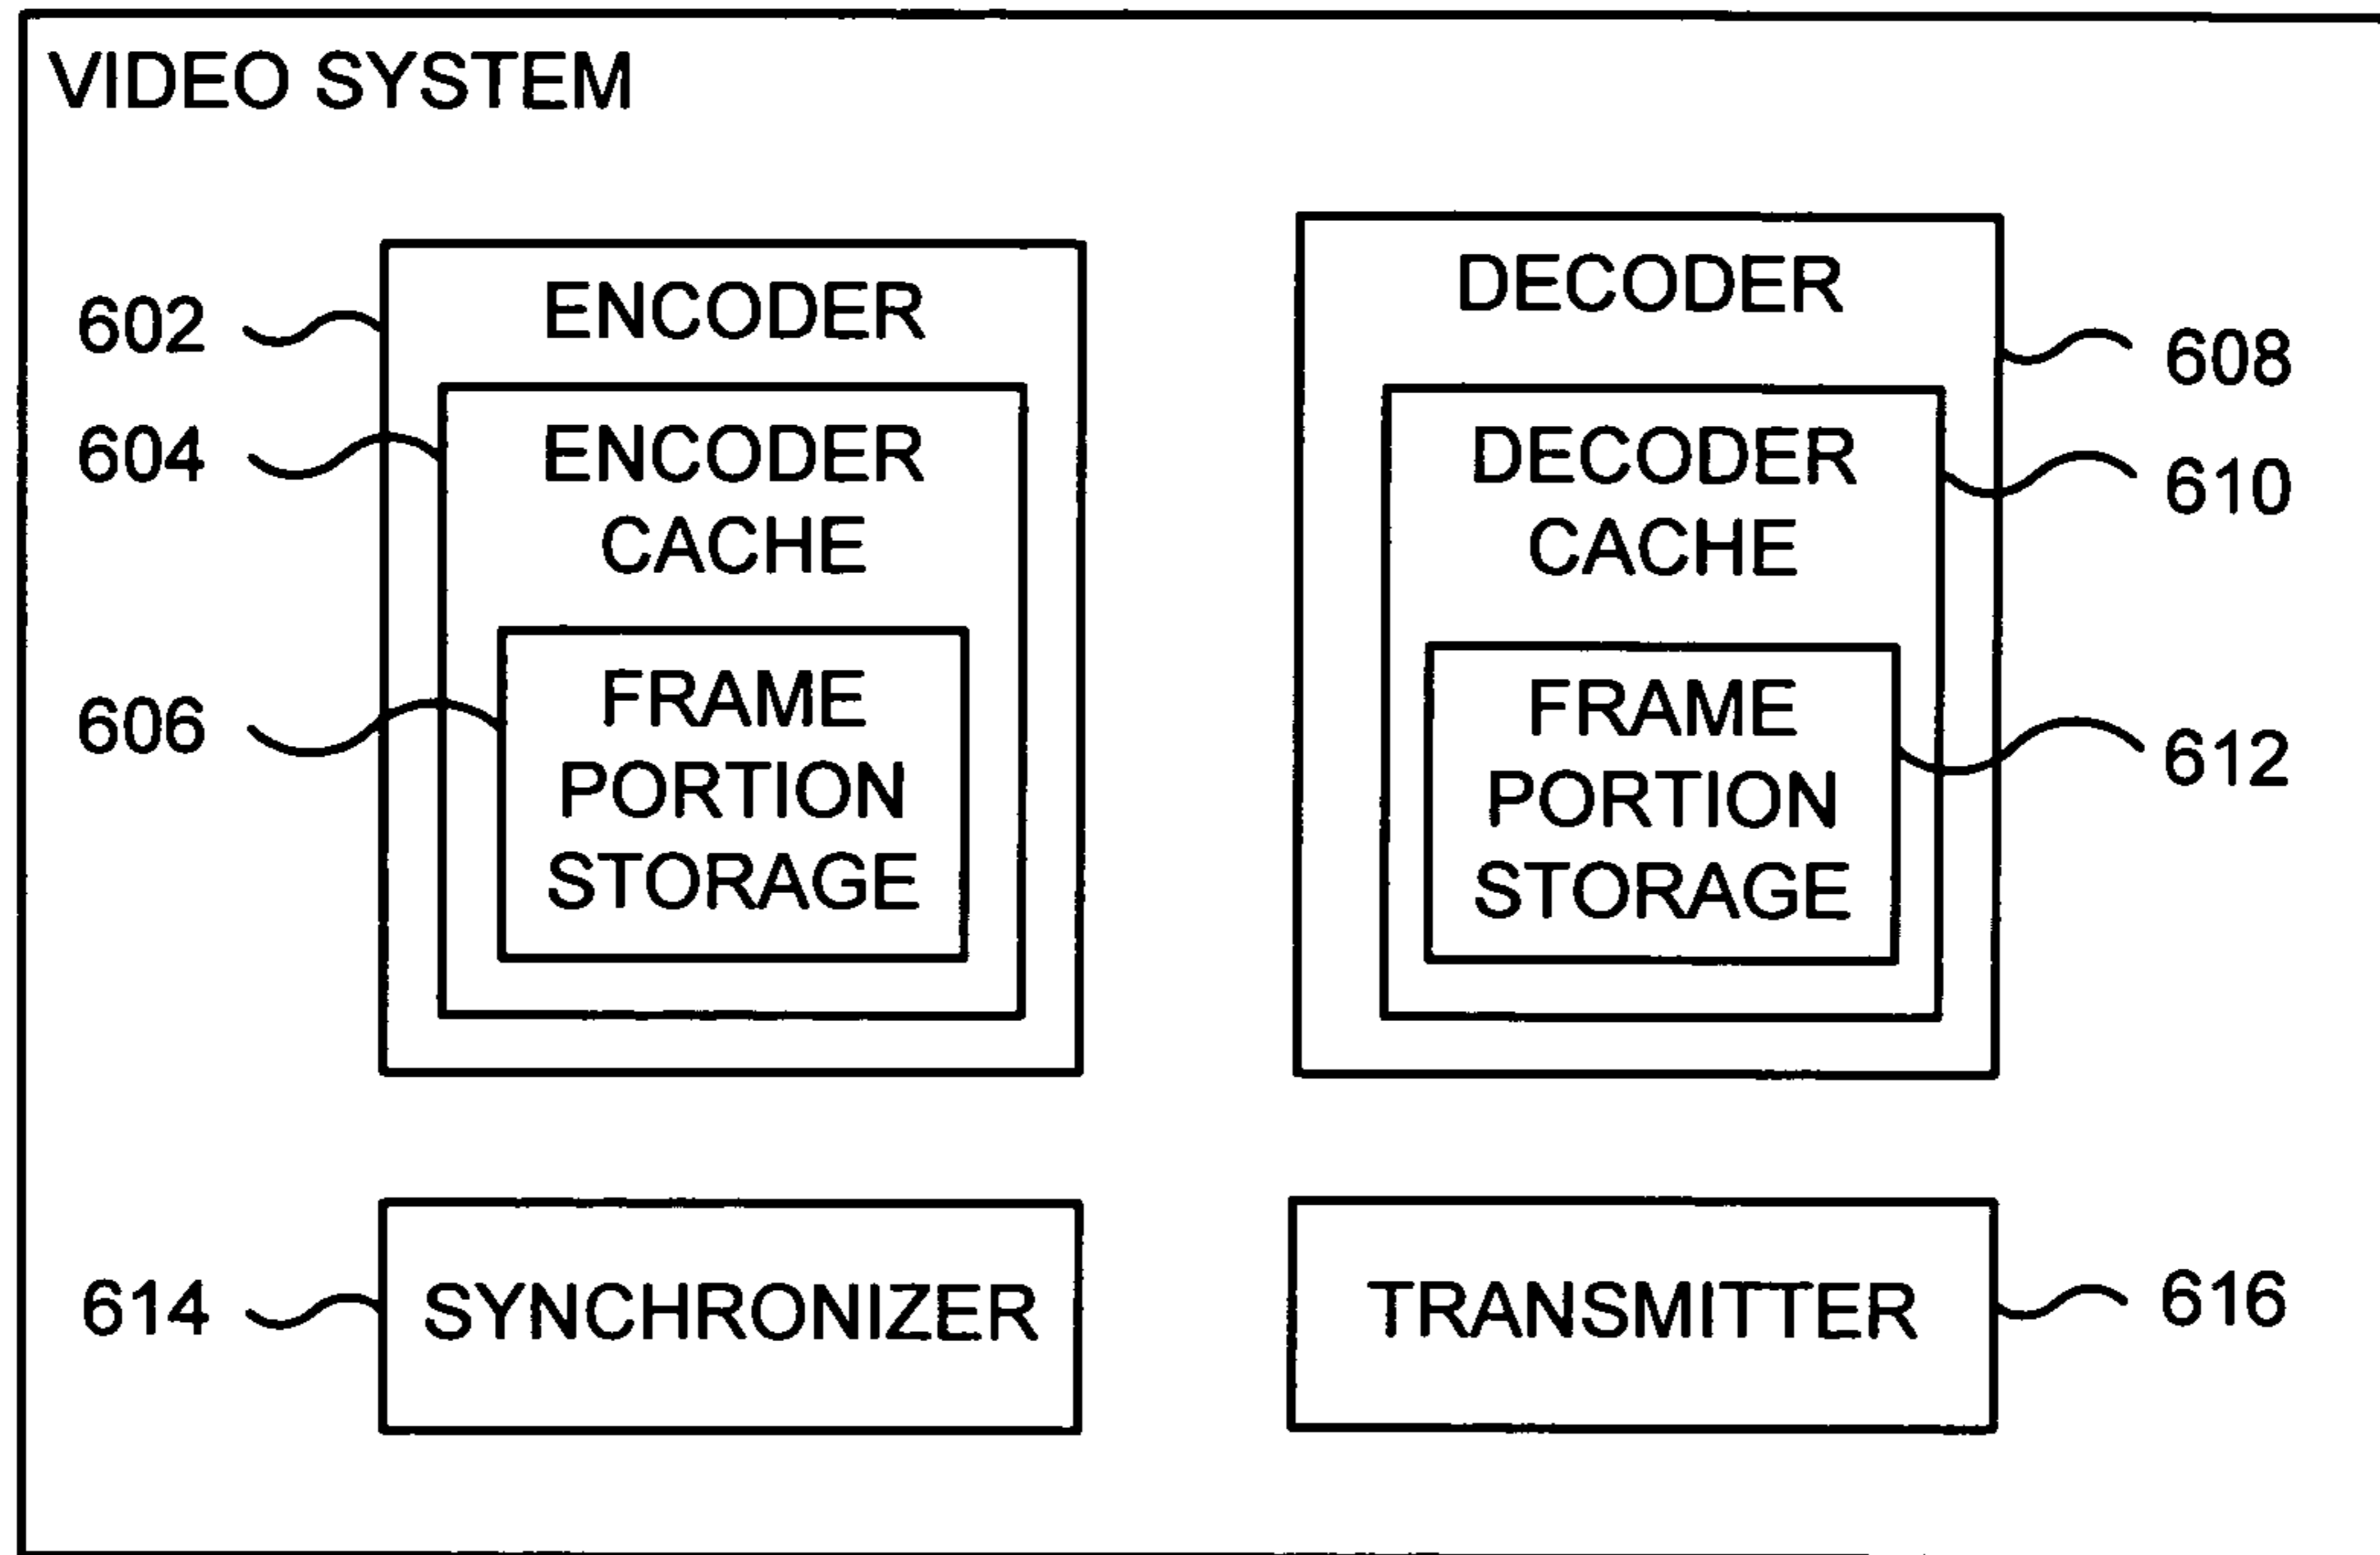 VIDEO SYSTEM
602
ENCODER
604
ENCODER
CACHE
606
FRAME
PORTION
STORAGE
DECODER
608
DECODER
CACHE
610
FRAME
PORTION
STORAGE
612
614
SYNCHRONIZER
TRANSMITTER
616